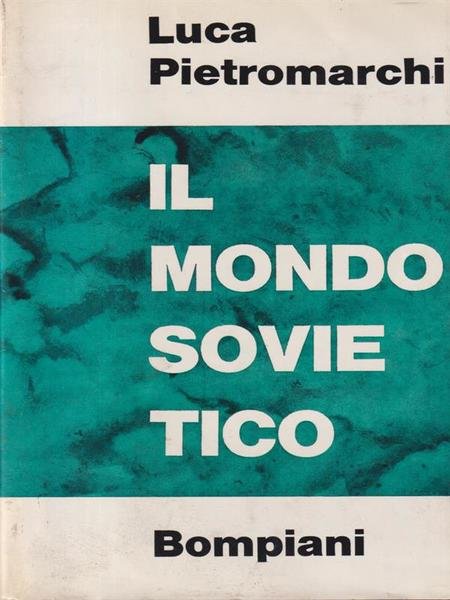 Luca
Pietromarchi
IL
MONDO
SOVIE
TICO
Bompiani